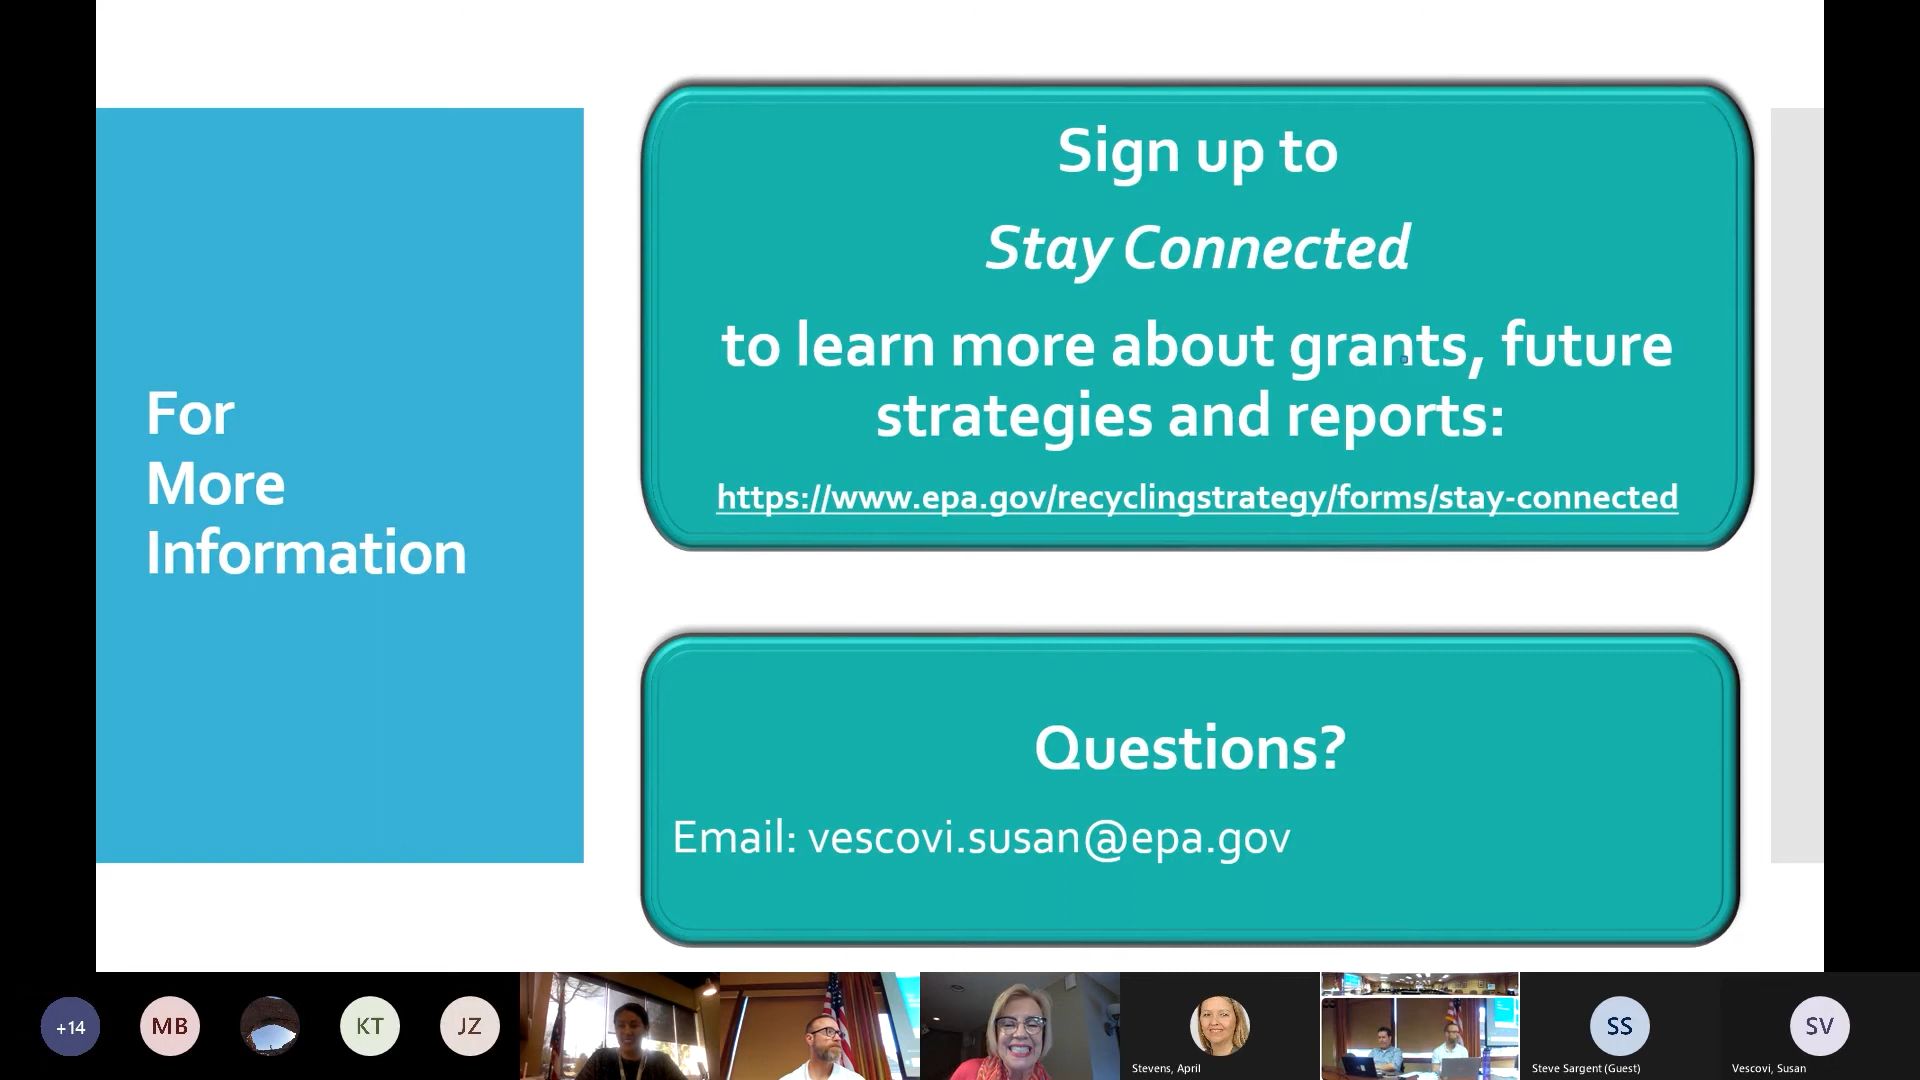 For
More
Information
Sign up to
Stay Connected
to learn more about grants, future
strategies and reports:
https://www.epa.gov/recyclingstrategy/forms/stay-connected
Questions?
Email: vescovi.susan@epa.gov
+14
MB
KT
JZ
Stevens, April
SS
Steve Sargent (Guest)
SV
Vescovi, Susan